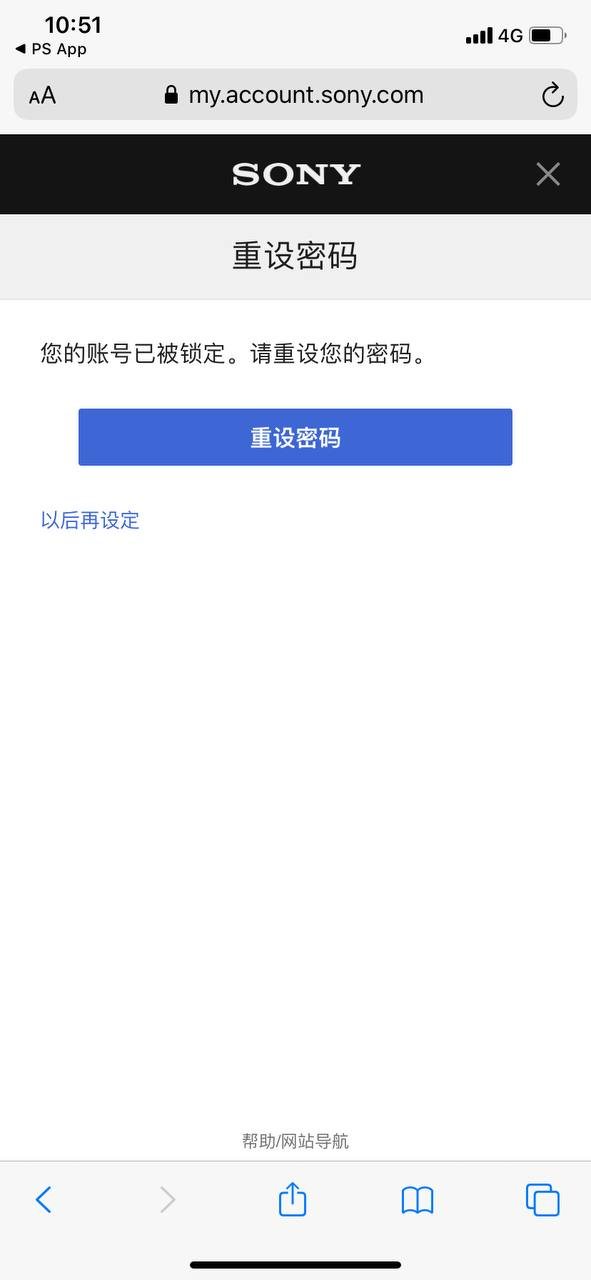 10:51
◀ PS App
4G
AA
my.account.sony.com
SONY
重设密码
您的账号已被锁定。请重设您的密码。
重设密码
以后再设定
帮助/网站导航